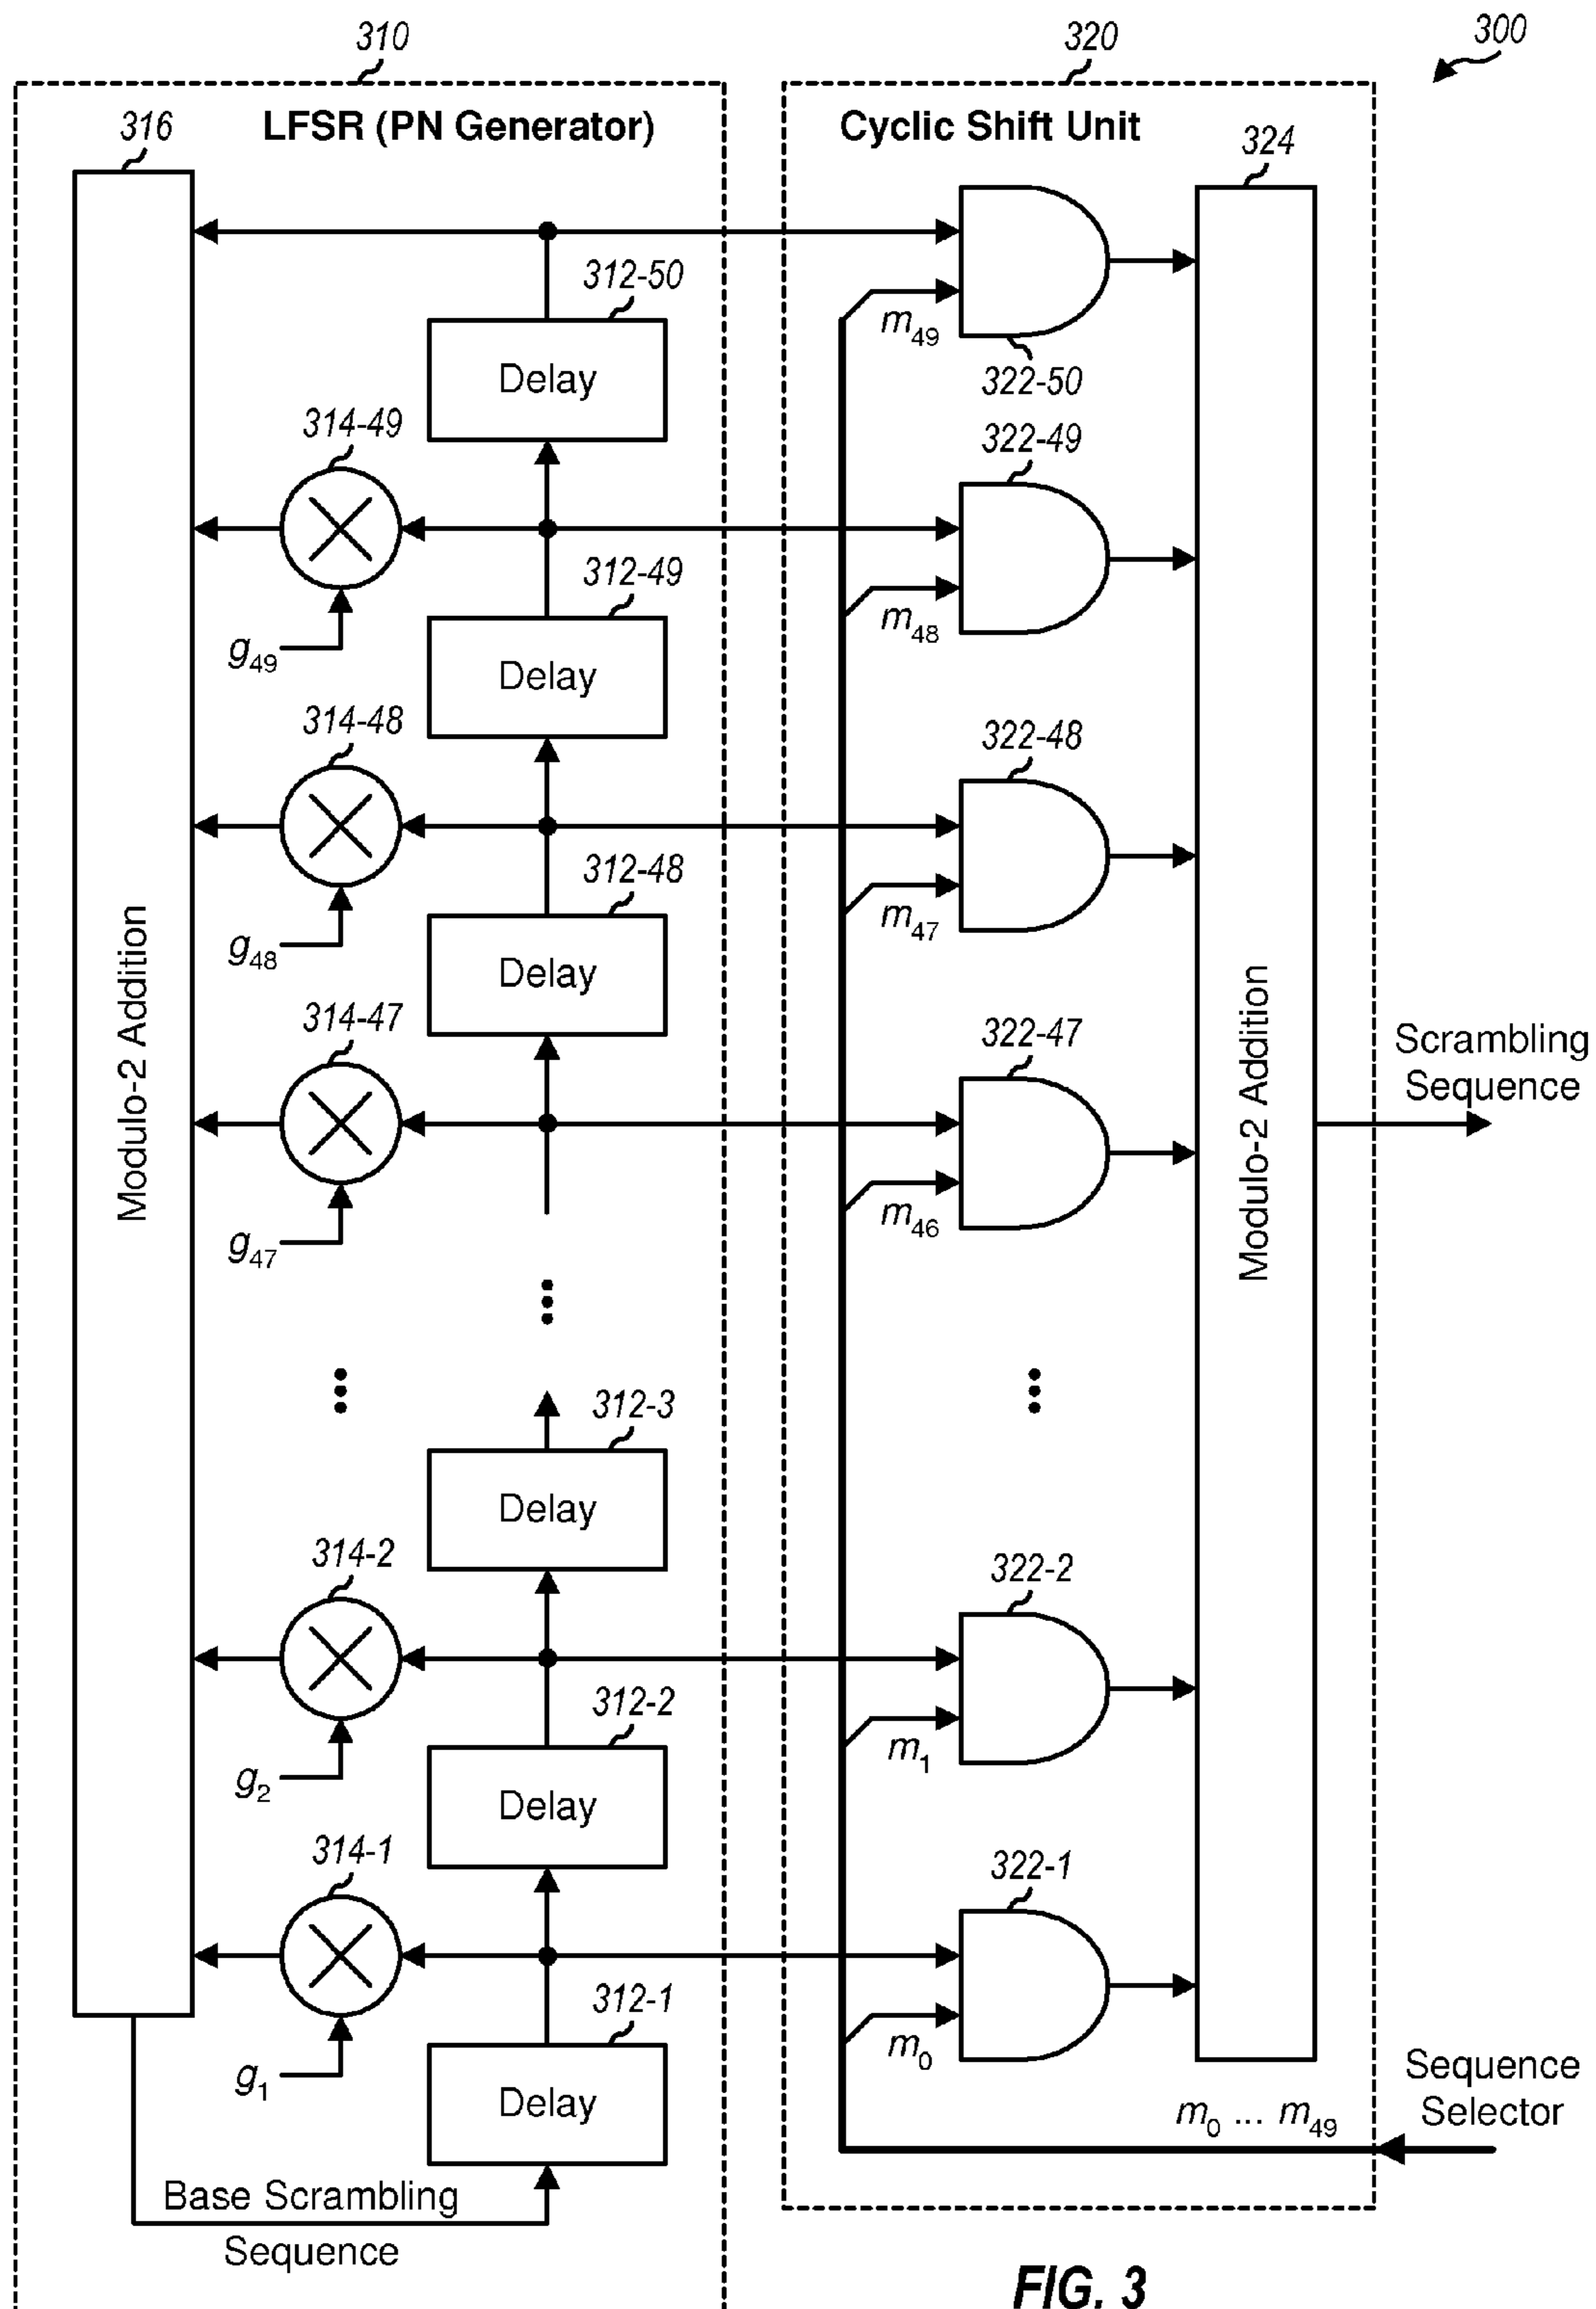 310
320
300
LFSR (PN Generator)
Cyclic Shift Unit
316
324
312-50
Delay
m49
322-50
314-49
322-49
312-49
g49
Delay
m48
314-48
322-48
312-48
g48
Delay
m47
314-47
322-47
g47
m46
Modulo-2 Addition
Modulo-2 Addition
Scrambling
Sequence
312-3
Delay
314-2
322-2
312-2
g2
Delay
m1
314-1
322-1
312-1
g1
Delay
m0
Sequence
Selector
m0 ... m49
Base Scrambling
Sequence
FIG. 3